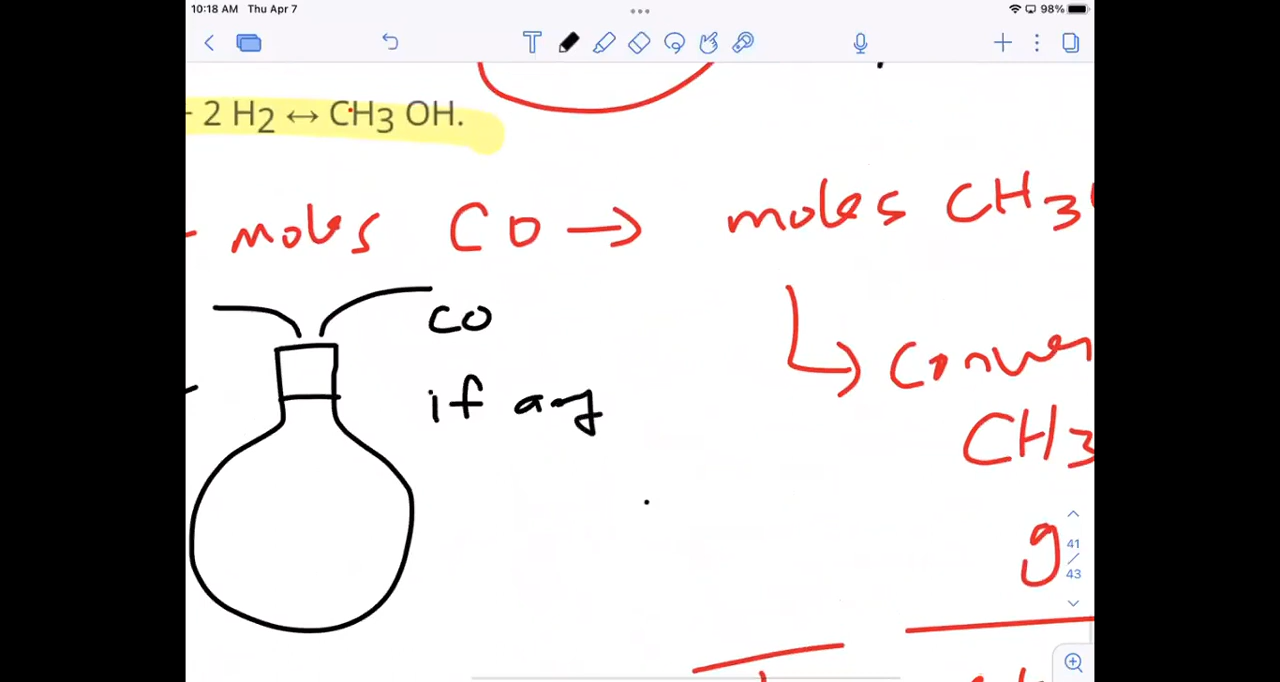 10:18 AM Thu Apr 7
98%
- 2 H2 ↔ CH3 OH.
moles CO → moles CH3
CO
if any
↳ Conver
CH3
g
41
/
43